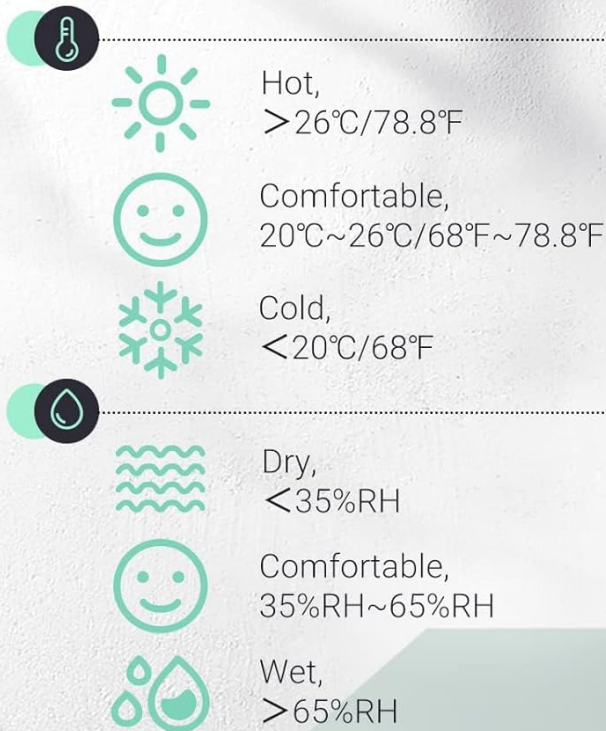 Hot,
>26℃/78.8℉
Comfortable,
20℃~26℃/68℉~78.8℉
Cold,
<20℃/68℉
Dry,
<35%RH
Comfortable,
35%RH~65%RH
Wet,
>65%RH